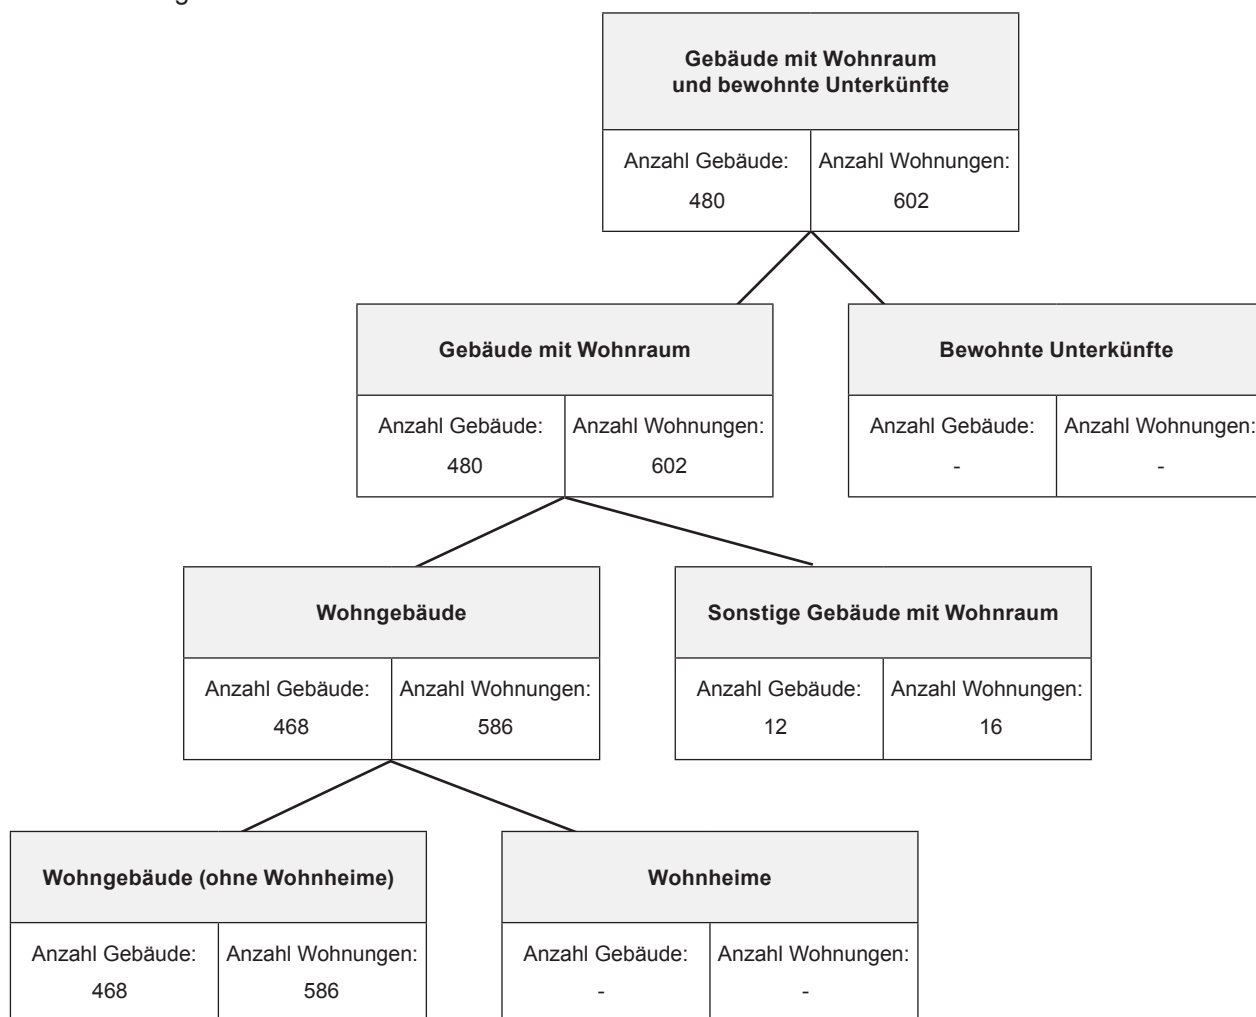 Gebäude mit Wohnraum
und bewohnte Unterkünfte
Anzahl Gebäude: Anzahl Wohnungen:
480 602
Gebäude mit Wohnraum Bewohnte Unterkünfte
Anzahl Gebäude: Anzahl Wohnungen: Anzahl Gebäude: Anzahl Wohnungen:
480 602 - -
Wohngebäude Sonstige Gebäude mit Wohnraum
Anzahl Gebäude: Anzahl Wohnungen: Anzahl Gebäude: Anzahl Wohnungen:
468 586 12 16
Wohngebäude (ohne Wohnheime) Wohnheime
Anzahl Gebäude: Anzahl Wohnungen: Anzahl Gebäude: Anzahl Wohnungen:
468 586 - -